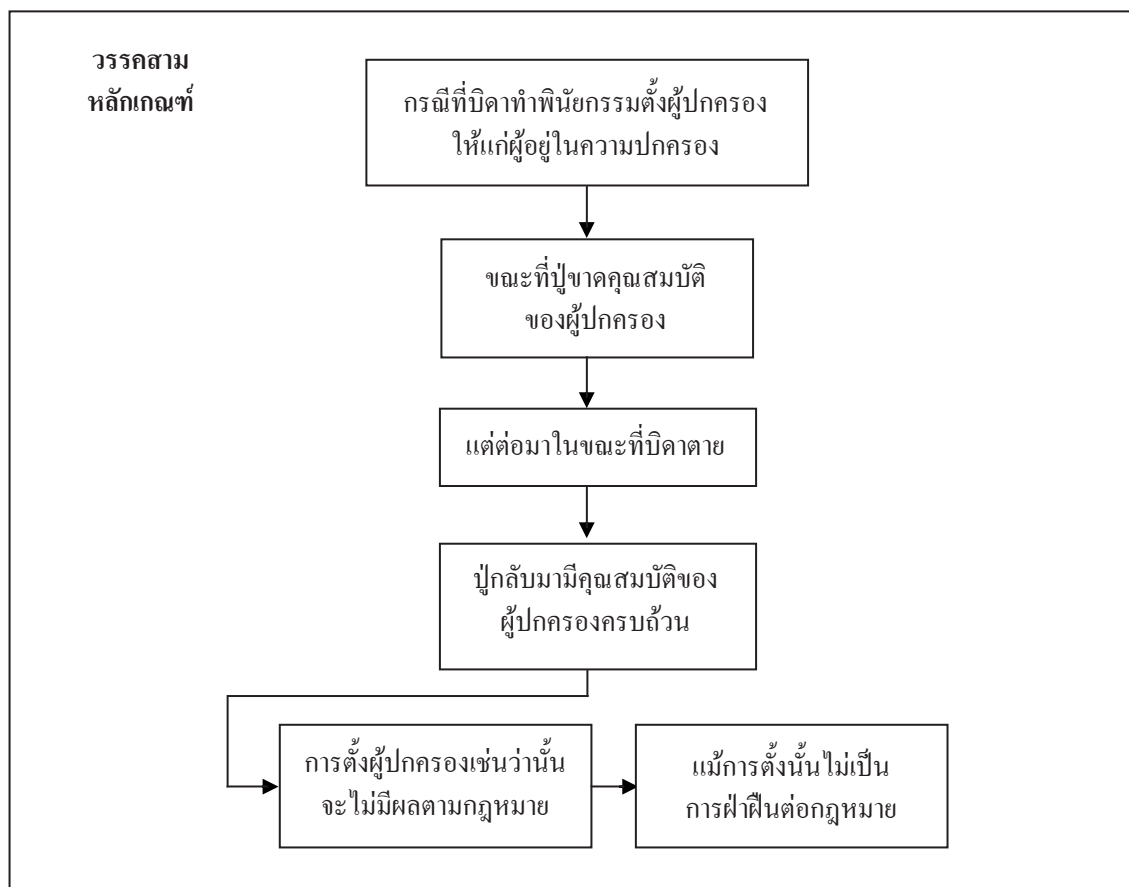 วรรคสาม
หลักเกณฑ์
กรณีที่บิดาทำพินัยกรรมตั้งผู้ปกครอง
ให้แก่ผู้อยู่ในความปกครอง
ขณะที่ปู่ขาดคุณสมบัติ
ของผู้ปกครอง
แต่ต่อมาในขณะที่บิดาตาย
ปู่กลับมามีคุณสมบัติของ
ผู้ปกครองครบถ้วน
การตั้งผู้ปกครองเช่นว่านั้น
จะไม่มีผลตามกฎหมาย
แม้การตั้งนั้นไม่เป็น
การฝ่าฝืนต่อกฎหมาย